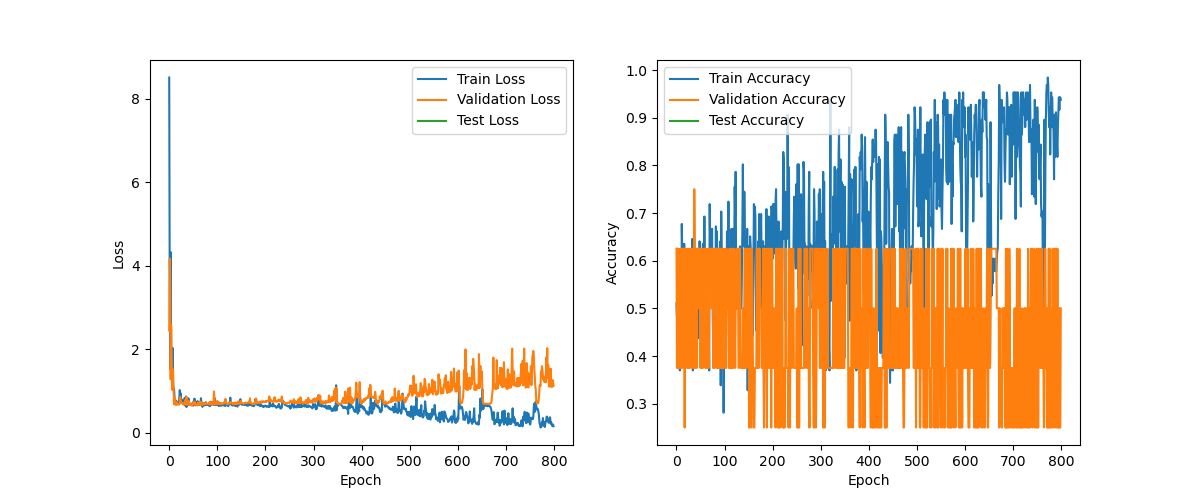 Train Loss
Validation Loss
Test Loss
8
6
4
2
0
Loss
0 100 200 300 400 500 600 700 800
Epoch
Train Accuracy
Validation Accuracy
Test Accuracy
1.0
0.9
0.8
0.7
0.6
0.5
0.4
0.3
Accuracy
0 100 200 300 400 500 600 700 800
Epoch